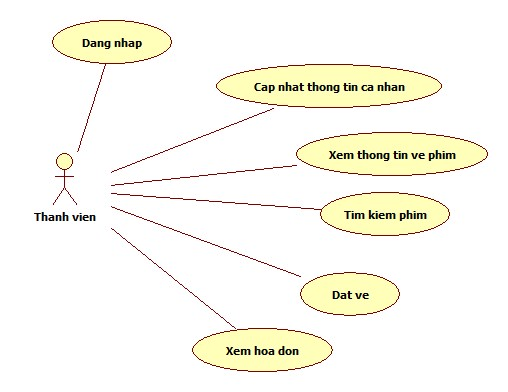 Dang nhap
Cap nhat thong tin ca nhan
Xem thong tin ve phim
Tim kiem phim
Thanh vien
Dat ve
Xem hoa don